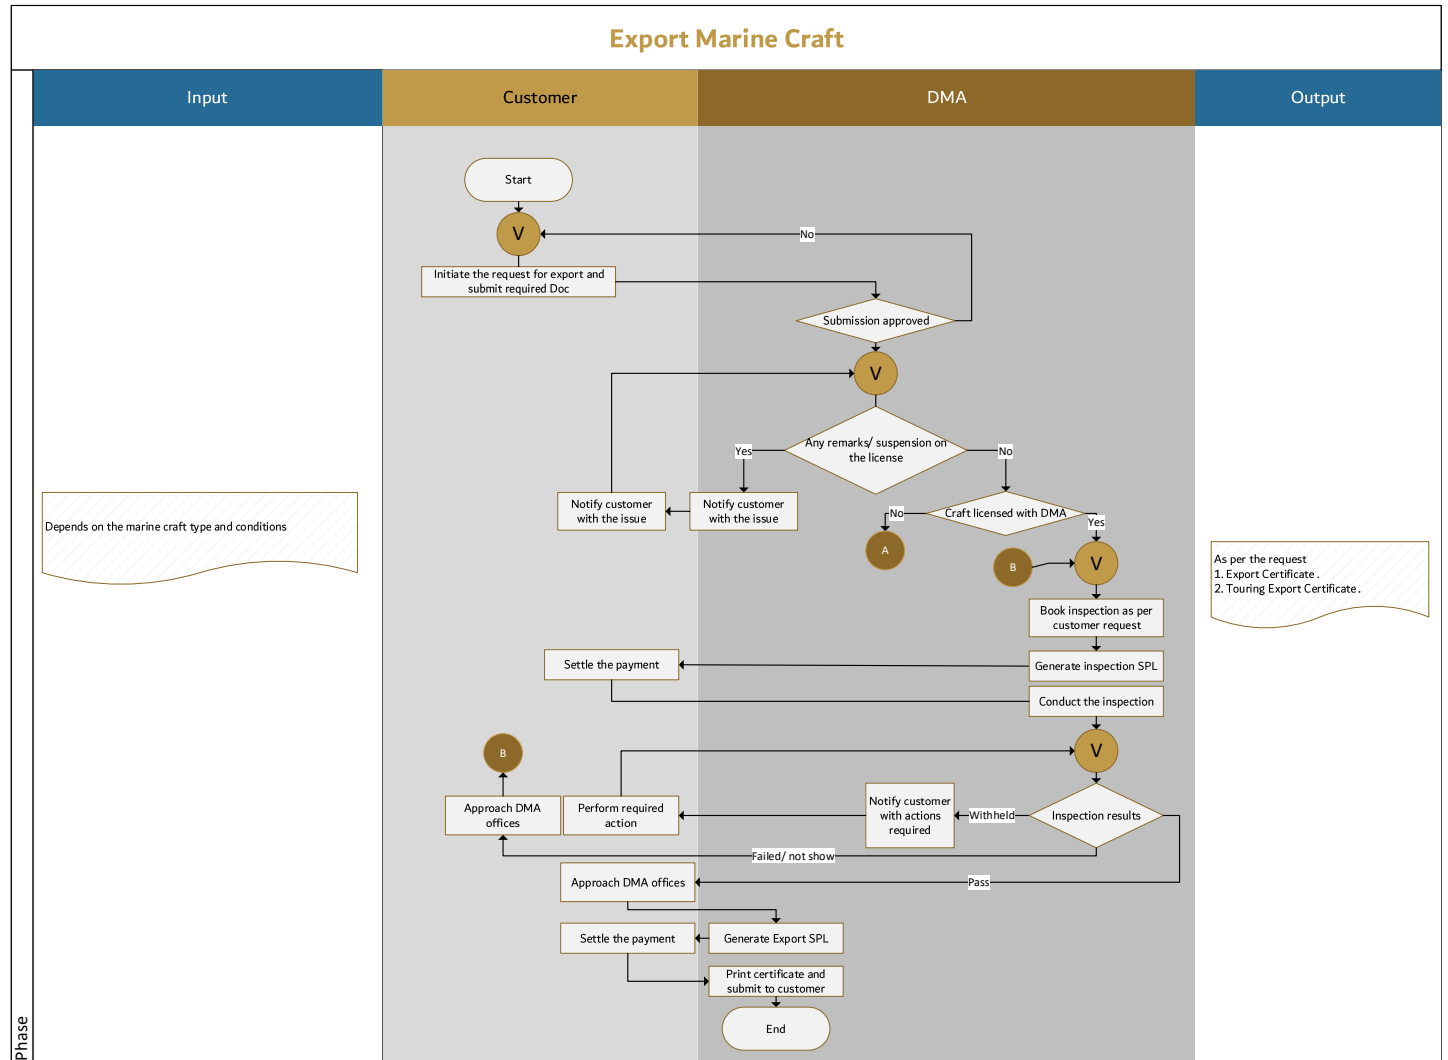 Export Marine Craft
Input
Customer
DMA
Output
Start
V
No
Initiate the request for export and
submit required Doc
Submission approved
V
Any remarks/ suspension on
the license
Yes
No
Notify customer
with the issue
Notify customer
with the issue
Craft licensed with DMA
No
Yes
Depends on the marine craft type and conditions
A
B
V
As per the request
1. Export Certificate .
2. Touring Export Certificate .
Book inspection as per
customer request
Settle the payment
Generate inspection SPL
Conduct the inspection
B
V
Approach DMA
offices
Perform required
action
Notify customer
with actions
required
Withheld
Inspection results
Failed/ not show
Approach DMA offices
Pass
Settle the payment
Generate Export SPL
Print certificate and
submit to customer
End
Phase